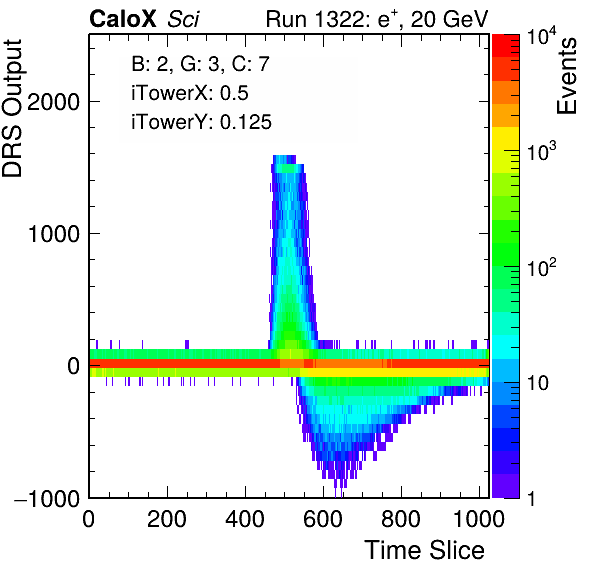 CaloX Sci Run 1322: e⁺, 20 GeV
B: 2, G: 3, C: 7
iTowerX: 0.5
iTowerY: 0.125
DRS Output
2000
1000
0
−1000
0 200 400 600 800 1000
Time Slice
Events
10⁴
10³
10²
10
1